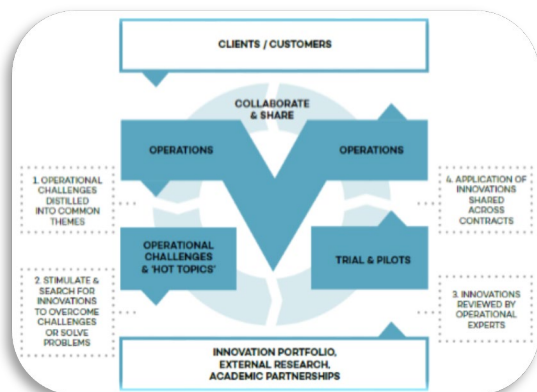 CLIENTS / CUSTOMERS
COLLABORATE
& SHARE
OPERATIONS
OPERATIONS
1. OPERATIONAL
CHALLENGES
DISTILLED
INTO COMMON
THEMES
4. APPLICATION OF
INNOVATIONS
SHARED
ACROSS
CONTRACTS
OPERATIONAL
CHALLENGES
& 'HOT TOPICS'
TRIAL & PILOTS
2. STIMULATE &
SEARCH FOR
INNOVATIONS
TO OVERCOME
CHALLENGES
OR SOLVE
PROBLEMS
3. INNOVATIONS
REVIEWED BY
OPERATIONAL
EXPERTS
INNOVATION PORTFOLIO,
EXTERNAL RESEARCH,
ACADEMIC PARTNERSHIPS